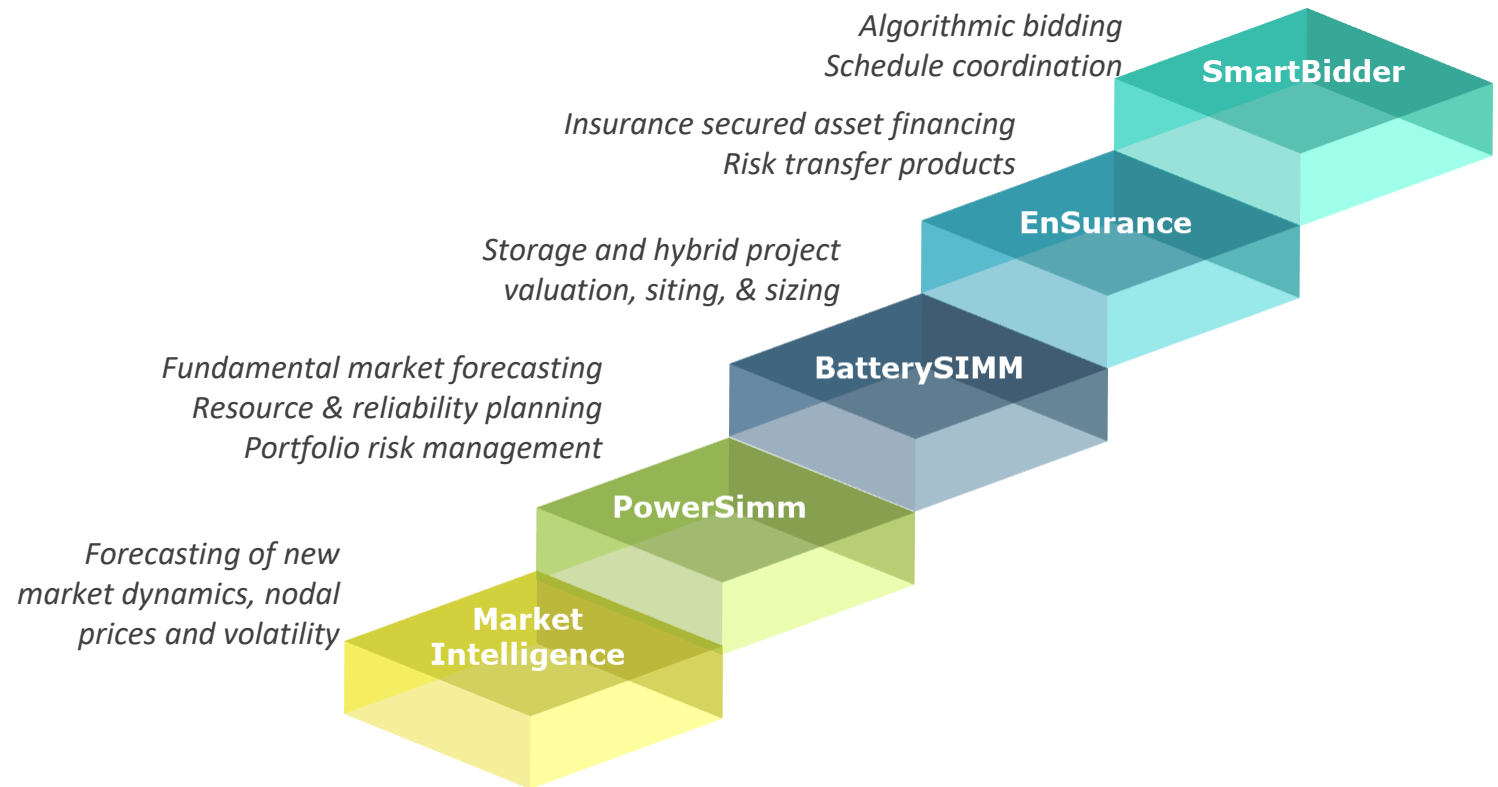 Algorithmic bidding
Schedule coordination
SmartBidder
Insurance secured asset financing
Risk transfer products
EnSurance
Storage and hybrid project
valuation, siting, & sizing
BatterySIMM
Fundamental market forecasting
Resource & reliability planning
Portfolio risk management
PowerSimm
Forecasting of new
market dynamics, nodal
prices and volatility
Market
Intelligence